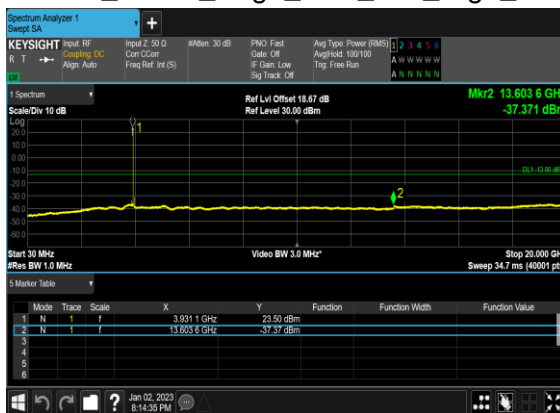 Spectrum Analyzer 1
Swept SA
+
KEYSIGHT Input: RF Input Z: 50 Ω #Atten: 30 dB PNO: Fast Avg Type: Power (RMS) 1 2 3 4 5 6
R T Coupling: DC Corr CCorr Gate: Off Avg|Hold: 100/100 A W W W W W
Align: Auto Freq Ref: Int (S) IF Gain: Low Trig: Free Run A N N N N N
Sig Track: Off
LU
1 Spectrum Ref Lvl Offset 18.67 dB Mkr2 13.603 6 GH
Scale/Div 10 dB Ref Level 30.00 dBm -37.371 dBm
Log
1
20.0
10.0
0.00
-10.0
DL1 -13.00 dB
-20.0
-30.0
2
-40.0
-50.0
-60.0
Start 30 MHz Video BW 3.0 MHz* Stop 20.000 GH
#Res BW 1.0 MHz Sweep 34.7 ms (40001 pt
5 Marker Table
Mode Trace Scale X Y Function Function Width Function Value
1 N 1 f 3.931 1 GHz 23.50 dBm
2 N 1 f 13.603 6 GHz -37.37 dBm
3
4
5
6
? Jan 02, 2023
8:14:35 PM